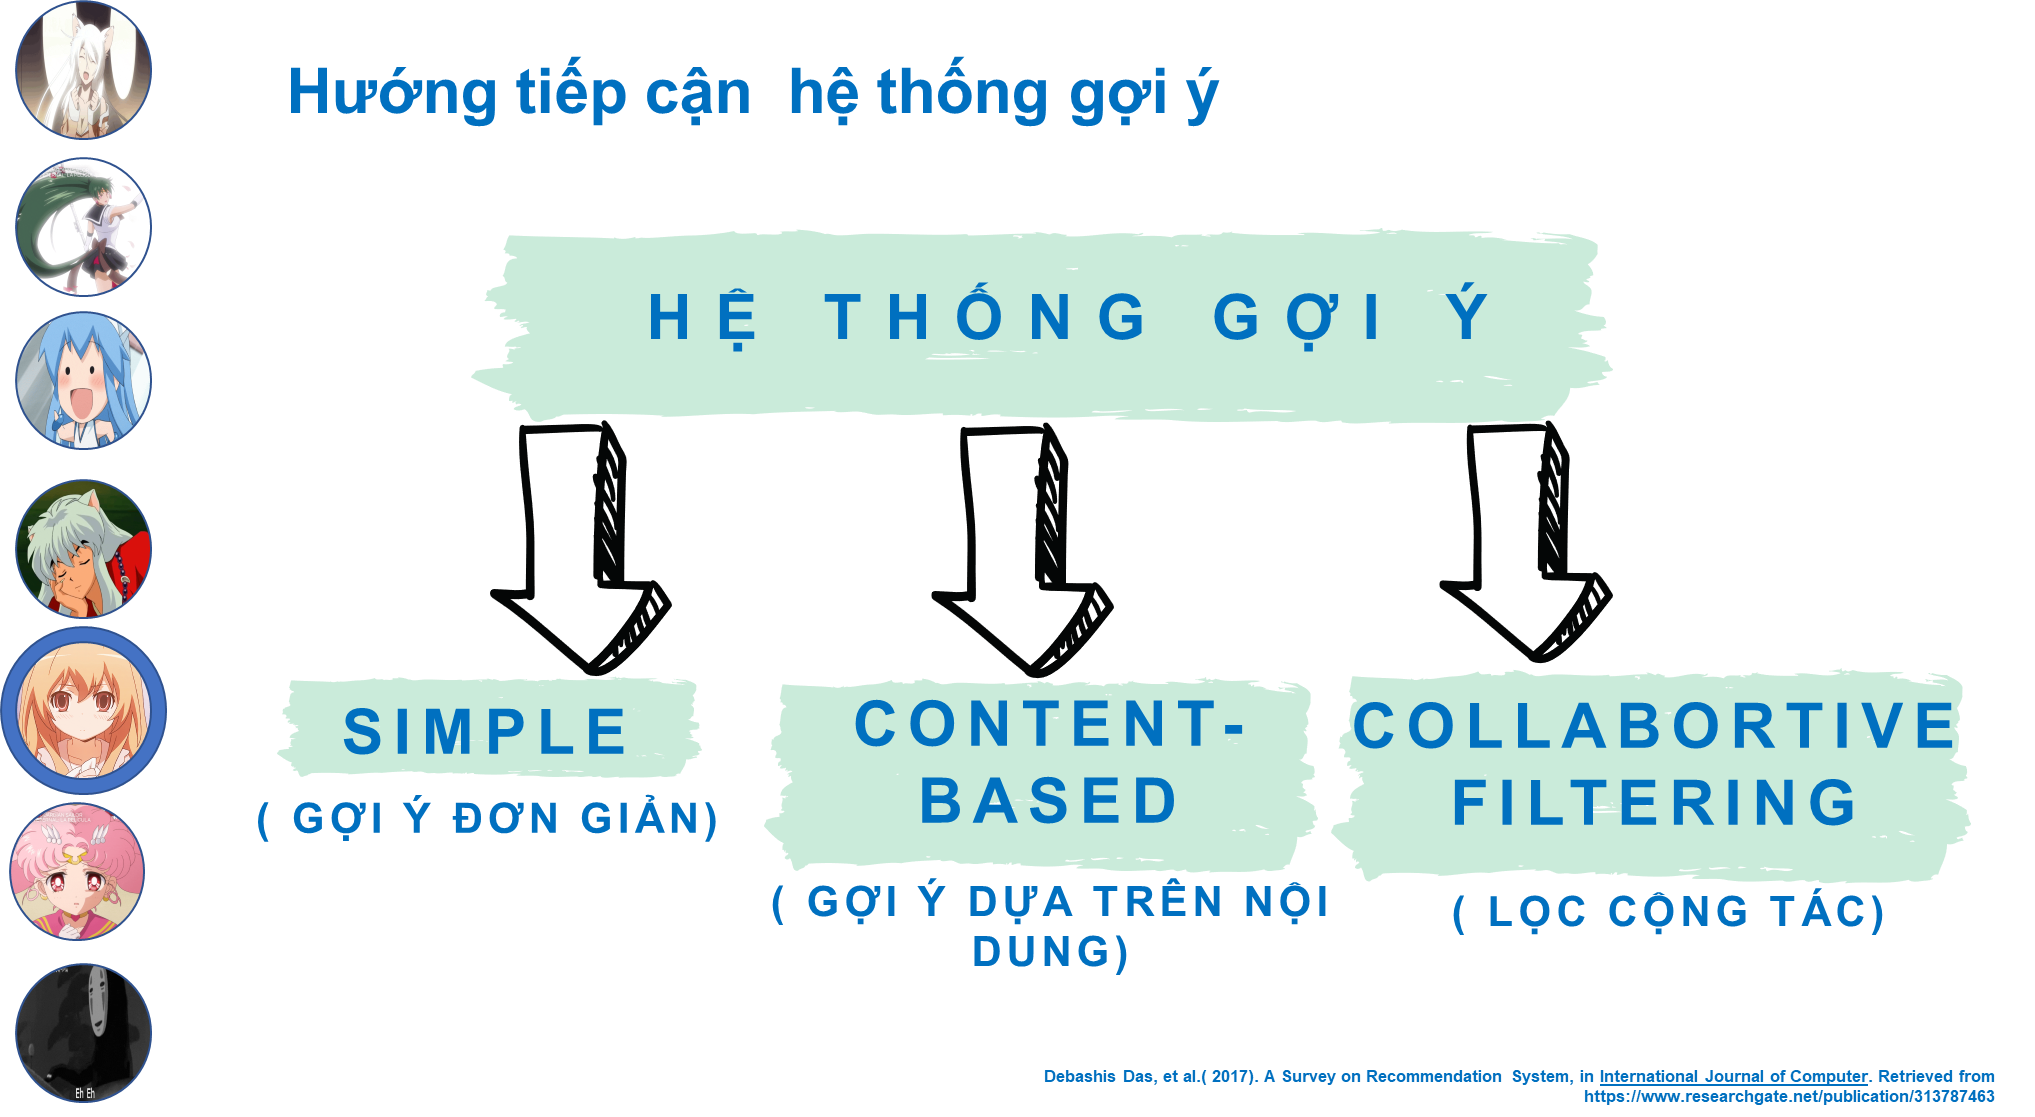 Hướng tiếp cận hệ thống gợi ý
HỆ THỐNG GỢI Ý
SIMPLE
( GỢI Ý ĐƠN GIẢN)
CONTENT-
BASED
( GỢI Ý DỰA TRÊN NỘI
DUNG)
COLLABORTIVE
FILTERING
( LỌC CỘNG TÁC)
Eh Eh
Debashis Das, et al.( 2017). A Survey on Recommendation System, in International Journal of Computer. Retrieved from
https://www.researchgate.net/publication/313787463